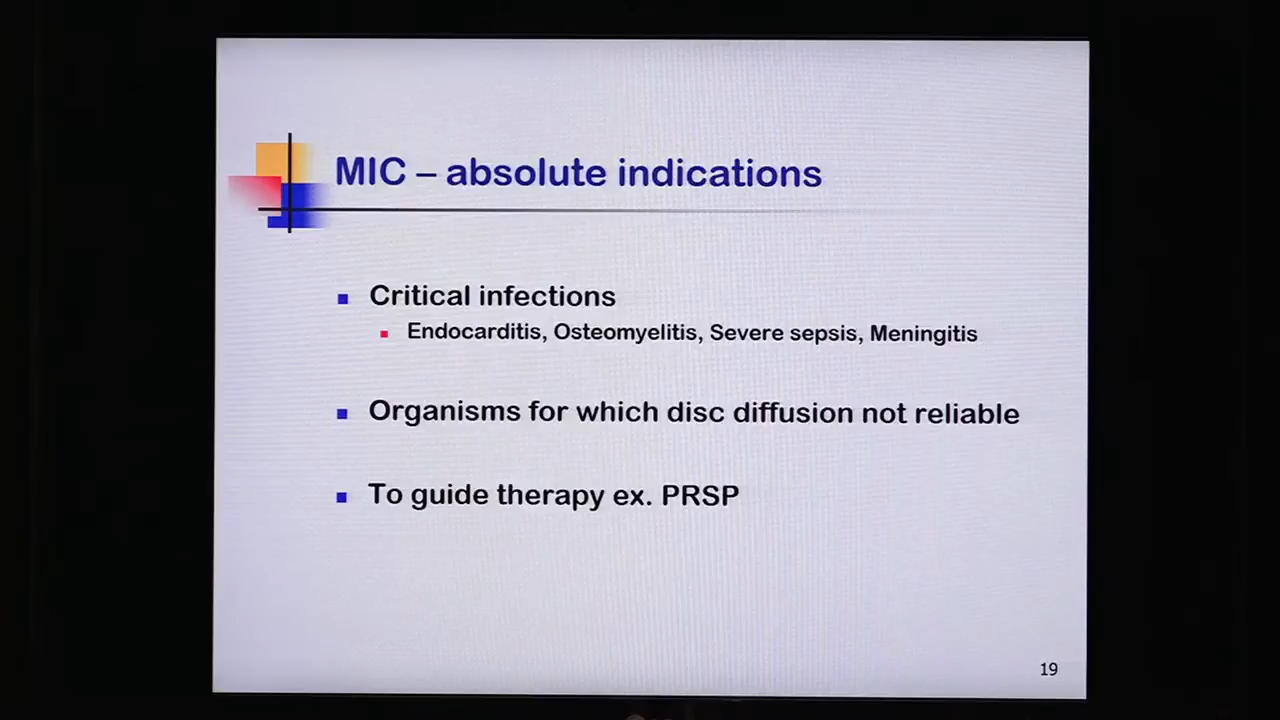 MIC – absolute indications
Critical infections
Endocarditis, Osteomyelitis, Severe sepsis, Meningitis
Organisms for which disc diffusion not reliable
To guide therapy ex. PRSP
19